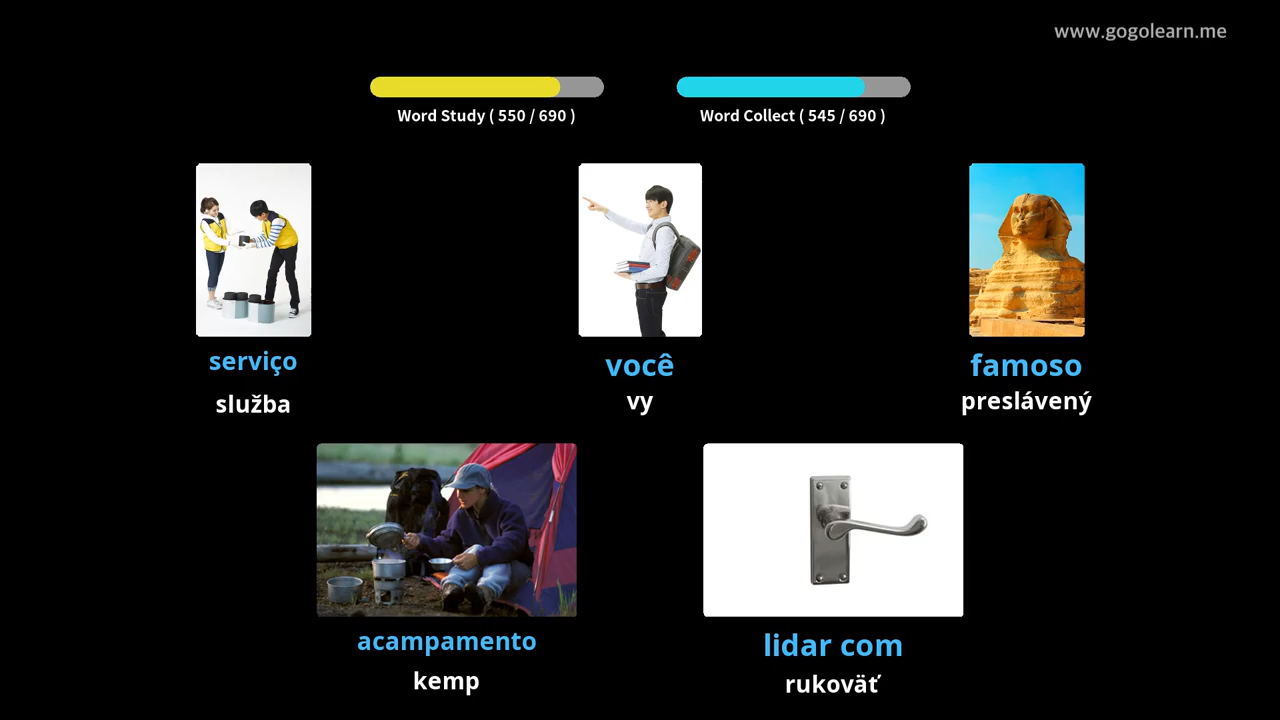 www.gogolearn.me
Word Study ( 550 / 690 )
Word Collect ( 545 / 690 )
serviço
služba
você
vy
famoso
preslávený
acampamento
kemp
lidar com
rukoväť